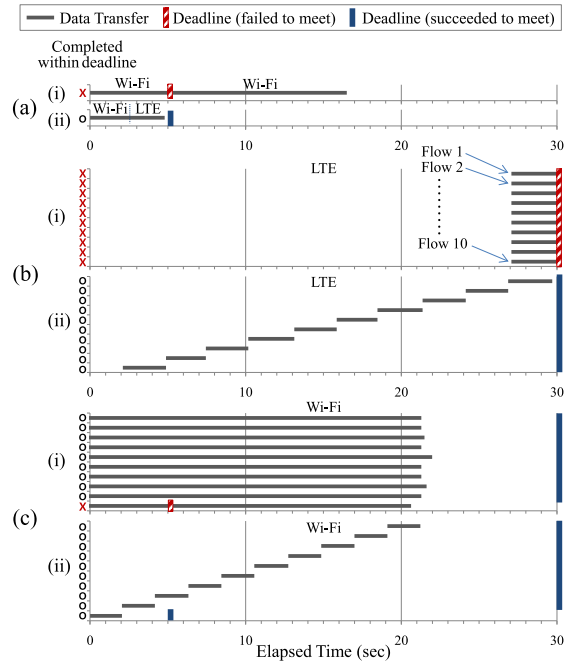 Data Transfer Deadline (failed to meet) Deadline (succeeded to meet)
Completed
within deadline
Wi-Fi Wi-Fi
(a) (i) X
Wi-Fi LTE
(ii) O
0 10 20 30
LTE
Flow 1
Flow 2
X
X
X
X
X
(b) (i) X
X
X
X
X
Flow 10
LTE
O
O
O
O
(ii) O
O
O
O
O
O
0 10 20 30
Wi-Fi
O
O
O
O
(i) O
O
O
O
O
X
(c)
Wi-Fi
O
O
O
O
(ii) O
O
O
O
O
O
0 10 20 30
Elapsed Time (sec)